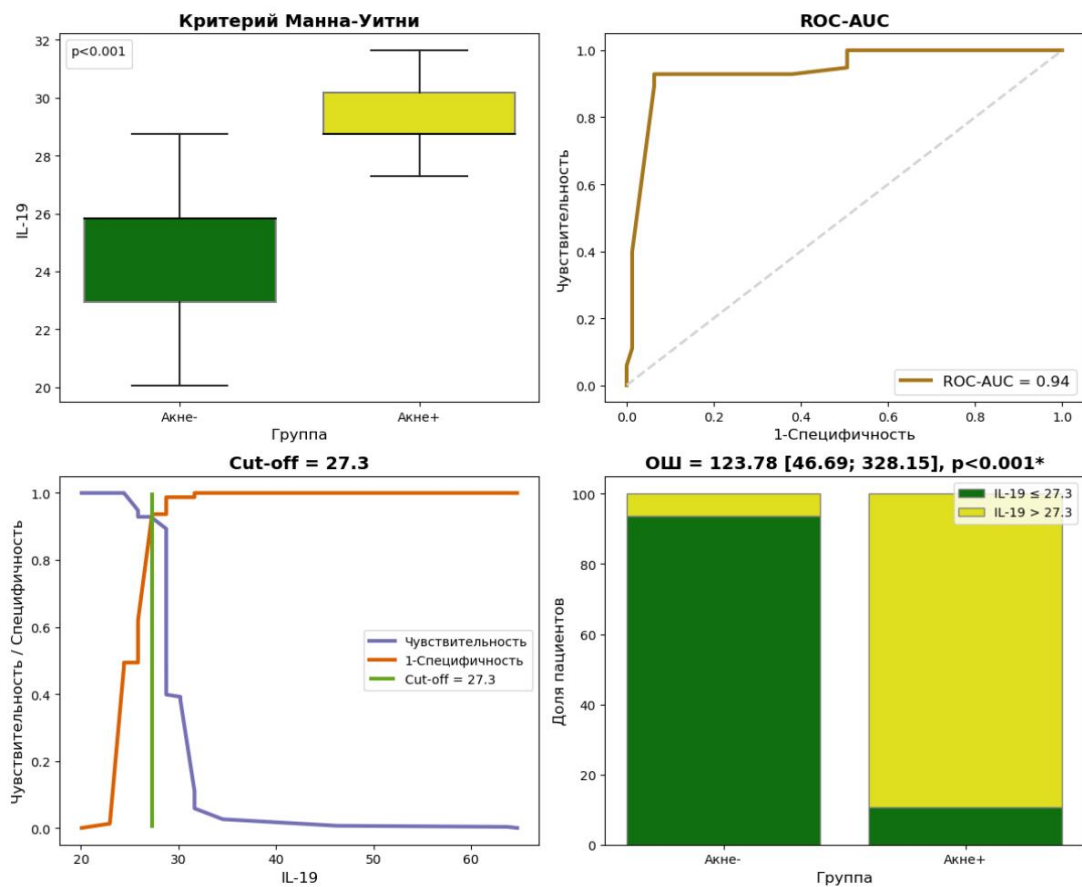 Критерий Манна-Уитни
p<0.001
32
30
28
26
24
22
20
IL-19
Акне-
Акне+
Группа
ROC-AUC
1.0
0.8
0.6
0.4
0.2
0.0
Чувствительность
ROC-AUC = 0.94
0.0
0.2
0.4
0.6
0.8
1.0
1-Специфичность
Cut-off = 27.3
1.0
0.8
0.6
0.4
0.2
0.0
Чувствительность / Специфичность
Чувствительность
1-Специфичность
Cut-off = 27.3
20
30
40
50
60
IL-19
ОШ = 123.78 [46.69; 328.15], p<0.001*
IL-19 ≤ 27.3
IL-19 > 27.3
100
80
60
40
20
0
Доля пациентов
Акне-
Акне+
Группа